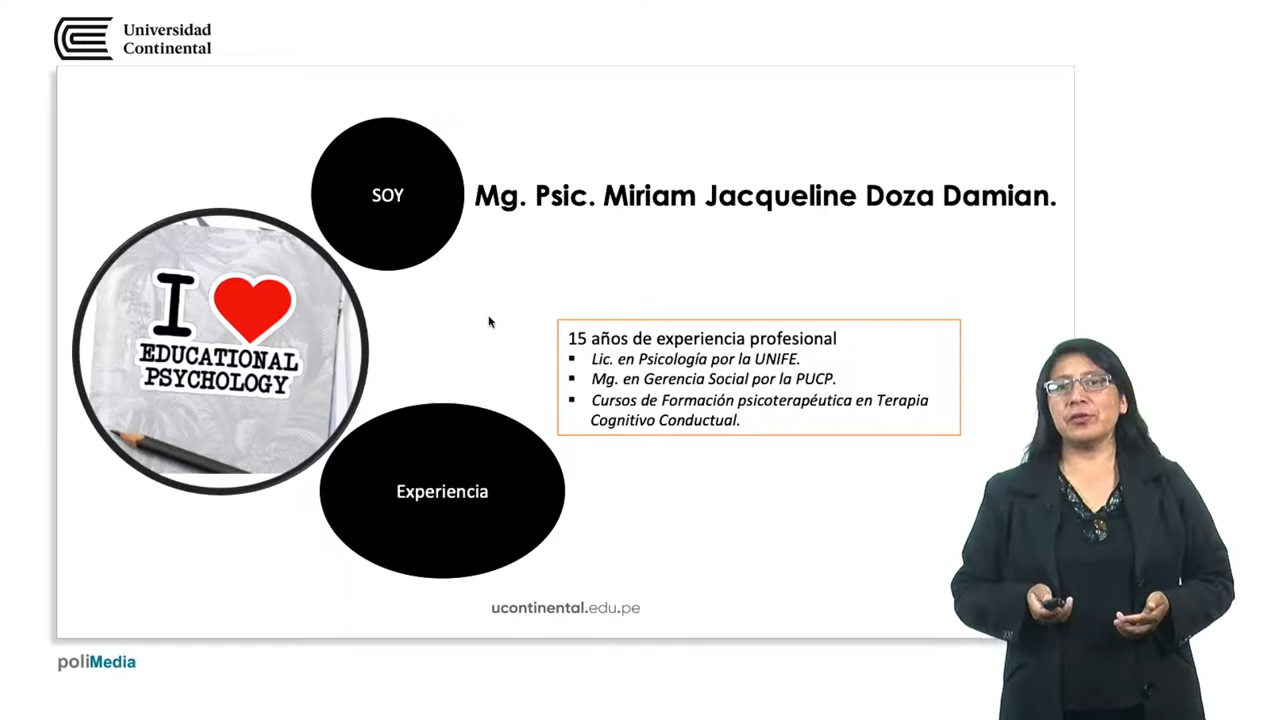 Universidad
Continental
SOY
Mg. Psic. Miriam Jacqueline Doza Damian.
I
EDUCATIONAL
PSYCHOLOGY
15 años de experiencia profesional
▪ Lic. en Psicología por la UNIFE.
▪ Mg. en Gerencia Social por la PUCP.
▪ Cursos de Formación psicoterapéutica en Terapia
Cognitivo Conductual.
Experiencia
ucontinental.edu.pe
poliMedia